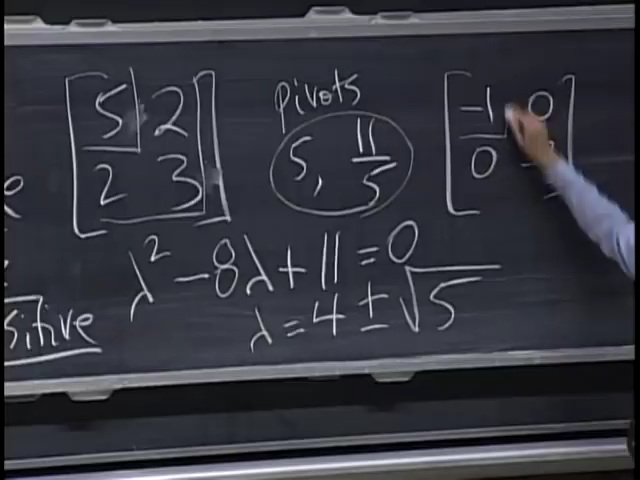 5 2
2 3
pivots
5, 11/5
-1 0
0
λ² - 8λ + 11 = 0
λ = 4 ± √5
sitive